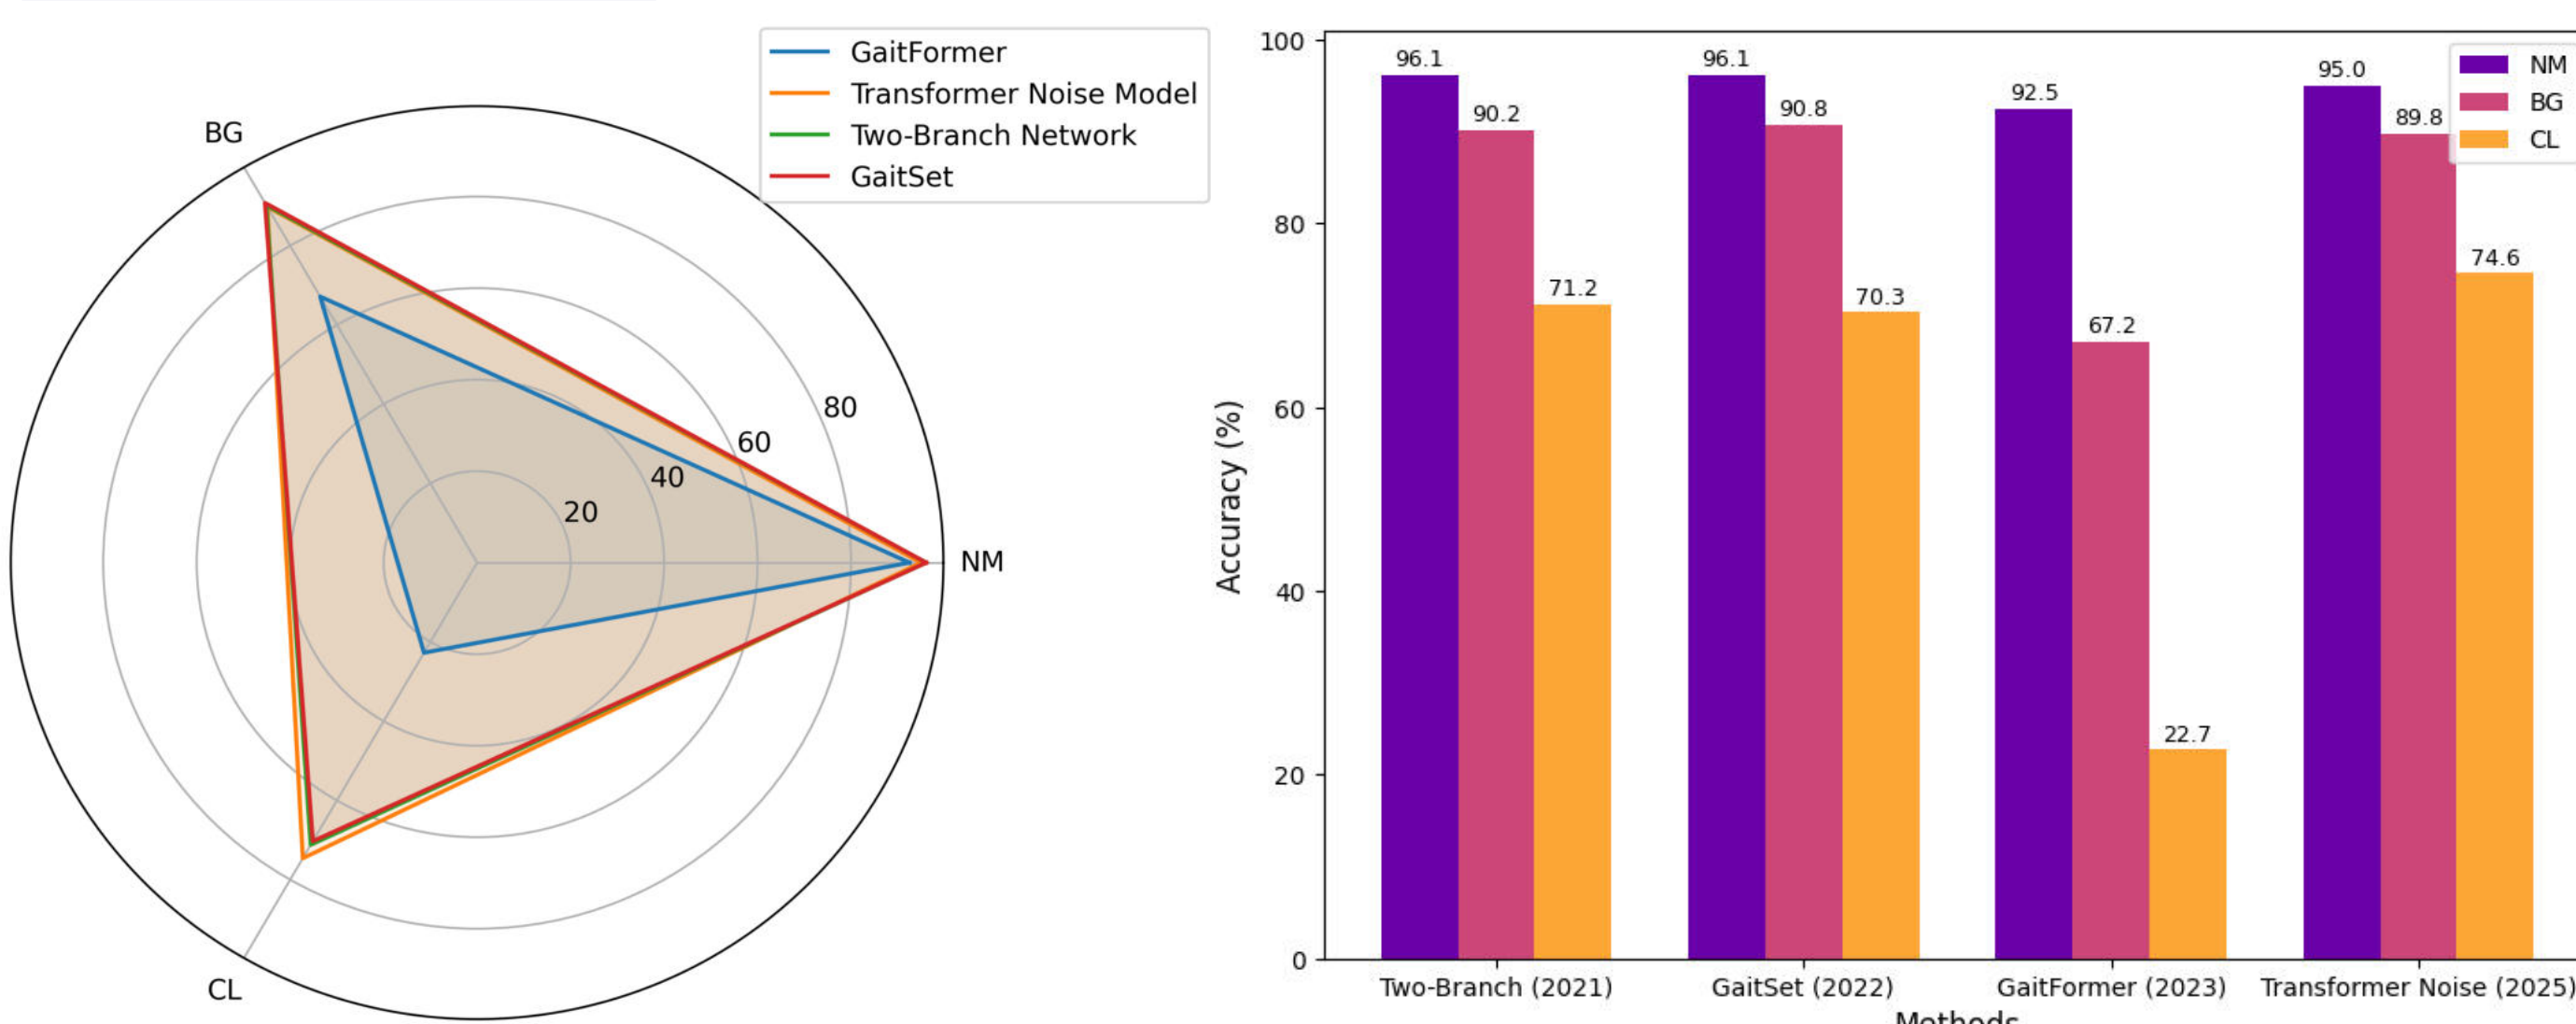 GaitFormer
Transformer Noise Model
Two-Branch Network
GaitSet
BG
80
60
40
20
NM
CL
100
80
60
40
20
0
Accuracy (%)
96.1
90.2
71.2
96.1
90.8
70.3
92.5
67.2
22.7
95.0
89.8
74.6
NM
BG
CL
Two-Branch (2021)
GaitSet (2022)
GaitFormer (2023)
Transformer Noise (2025)
Methods